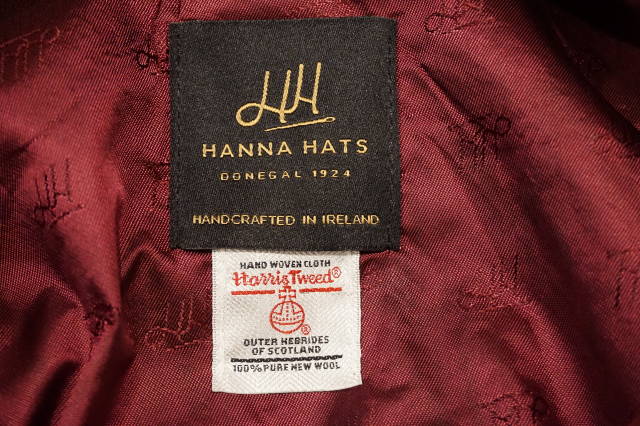 HH
HANNA HATS
DONEGAL 1924
HANDCRAFTED IN IRELAND
HAND WOVEN CLOTH
Harris Tweed®
®
OUTER HEBRIDES
OF SCOTLAND
100% PURE NEW WOOL